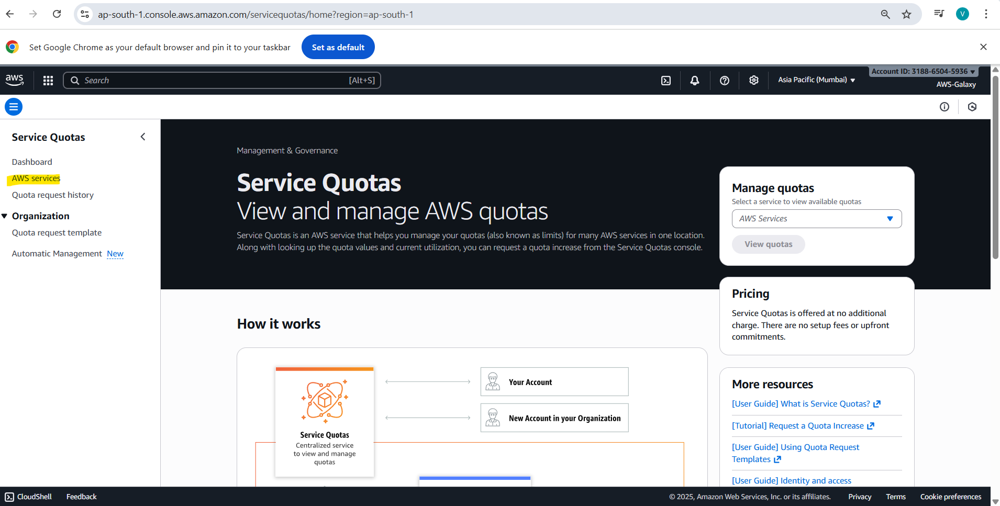 ap-south-1.console.aws.amazon.com/servicequotas/home?region=ap-south-1
V
Set Google Chrome as your default browser and pin it to your taskbar
Set as default
aws
Search
[Alt+S]
Asia Pacific (Mumbai)
Account ID: 3188-6504-5936
AWS-Galaxy
Service Quotas
Dashboard
AWS services
Quota request history
Organization
Quota request template
Automatic Management New
Management & Governance
Service Quotas
View and manage AWS quotas
Service Quotas is an AWS service that helps you manage your quotas (also known as limits) for many AWS services in one location.
Along with looking up the quota values and current utilization, you can request a quota increase from the Service Quotas console.
Manage quotas
Select a service to view available quotas
AWS Services
View quotas
Pricing
Service Quotas is offered at no additional
charge. There are no setup fees or upfront
commitments.
How it works
Service Quotas
Centralized service
to view and manage
quotas
Your Account
New Account in your Organization
More resources
[User Guide] What is Service Quotas?
[Tutorial] Request a Quota Increase
[User Guide] Using Quota Request
Templates
[User Guide] Identity and access
CloudShell
Feedback
© 2025, Amazon Web Services, Inc. or its affiliates.
Privacy
Terms
Cookie preferences